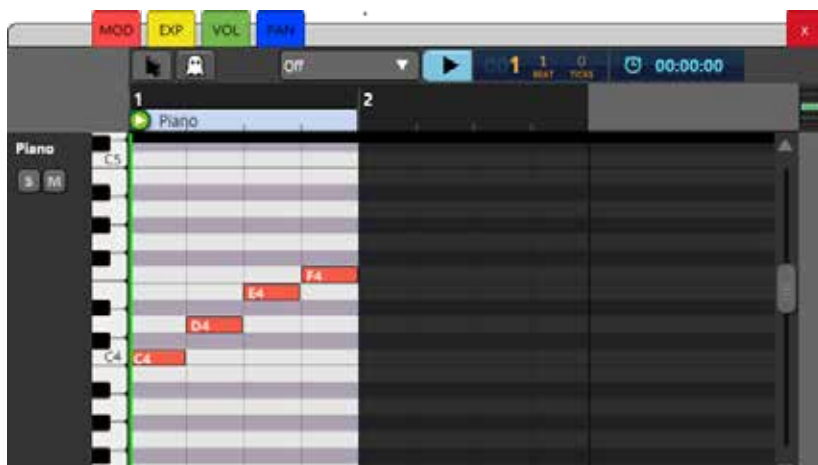 MOD EXP VOL PAN x
Off 001 1 0 00:00:00
BEAT TICKS
1 2
Piano
Piano
C5
S M
F4
E4
D4
C4 C4